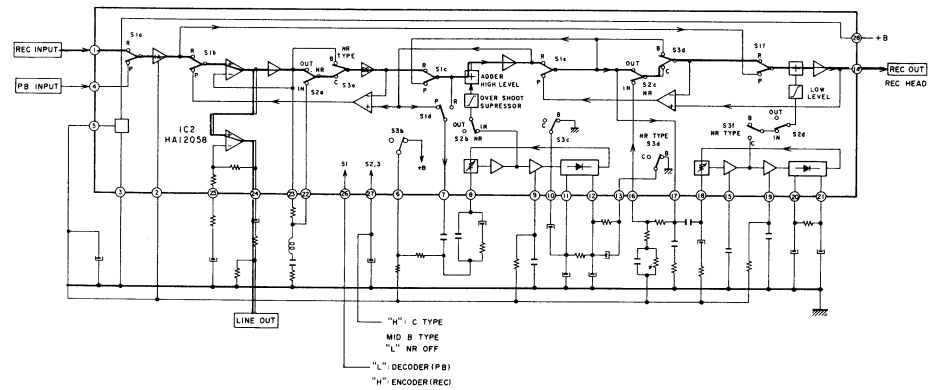 S1a
REC INPUT
1
R
P
S1b
R
P
OUT
NR
IN
S2a
NR TYPE
B
C
S3a
R
P
S1c
R
P
S1d
ADDER
HIGH LEVEL
OVER SHOOT
SUPRESSOR
OUT
IN
S2b
NR
R
S1e
P
OUT
IN
S2c
NR
B
C
S3d
R
P
S1f
28
+B
14
REC OUT
REC HEAD
LOW
LEVEL
PB INPUT
4
5
IC2
HA12058
S3b
+B
S1
S2,3
C
B
S3c
NR TYPE
S3d
C
B
S3f
NR TYPE
B
C
OUT
IN
S2d
3
2
25
24
23
22
26
27
6
7
8
9
10
11
12
13
16
17
18
15
19
20
21
LINE OUT
"H": C TYPE
MID B TYPE
"L" NR OFF
"L": DECODER (PB)
"H": ENCODER (REC)